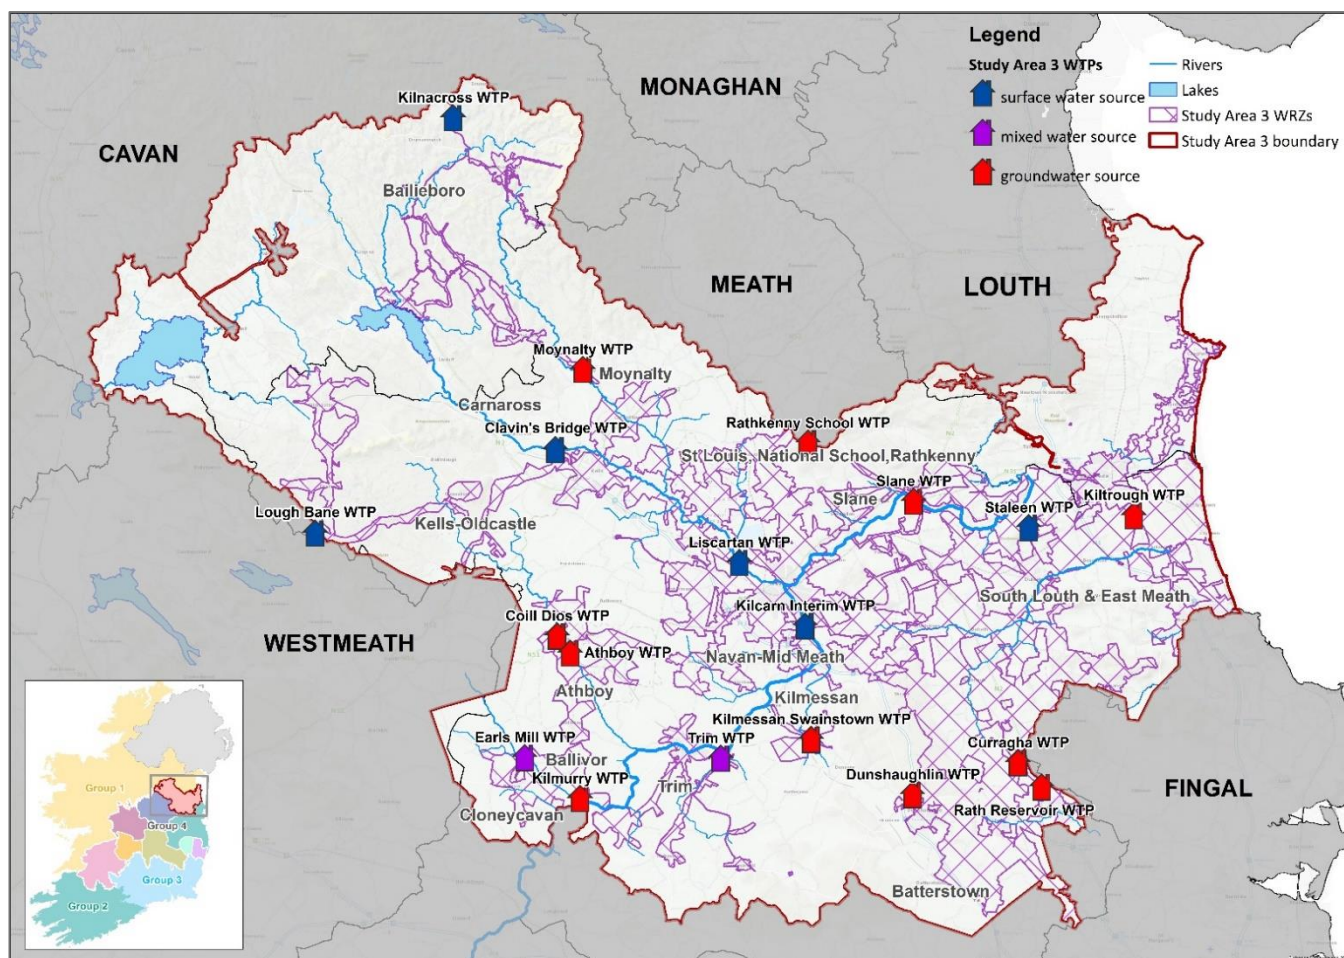 Legend
Study Area 3 WTPs
surface water source
mixed water source
groundwater source
Rivers
Lakes
Study Area 3 WRZs
Study Area 3 boundary
MONAGHAN
CAVAN
Kilnacross WTP
Bailieboro
MEATH
LOUTH
Moynalty WTP
Moynalty
Carnaross
Clavin's Bridge WTP
Rathkenny School WTP
St Louis, National School,Rathkenny
Slane WTP
Slane
Kiltrough WTP
Staleen WTP
Lough Bane WTP
Kells-Oldcastle
Liscartan WTP
South Louth & East Meath
Kilcarn Interim WTP
Coill Dios WTP
WESTMEATH
Athboy WTP
Navan-Mid Meath
Athboy
Kilmessan
Kilmessan Swainstown WTP
Earls Mill WTP
Trim WTP
Curragha WTP
Ballivor
Kilmurry WTP
Trim
Dunshaughlin WTP
FINGAL
Rath Reservoir WTP
Cloneycavan
Batterstown
Group 1
Group 4
Group 3
Group 2